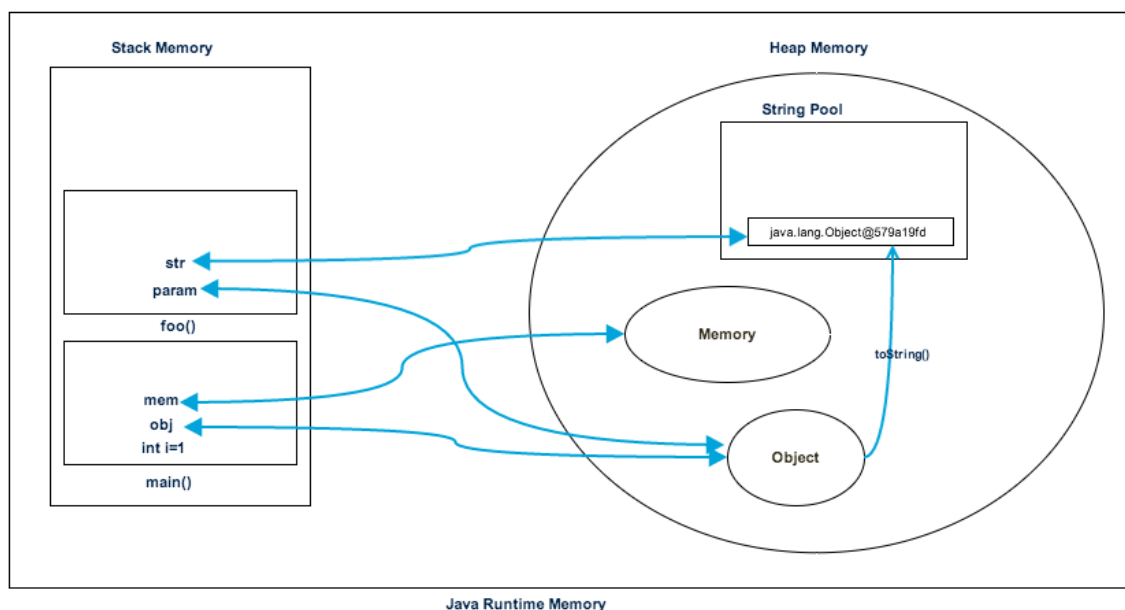 Stack Memory
Heap Memory
String Pool
java.lang.Object@579a19fd
str
param
foo()
Memory
toString()
mem
obj
int i=1
main()
Object
Java Runtime Memory